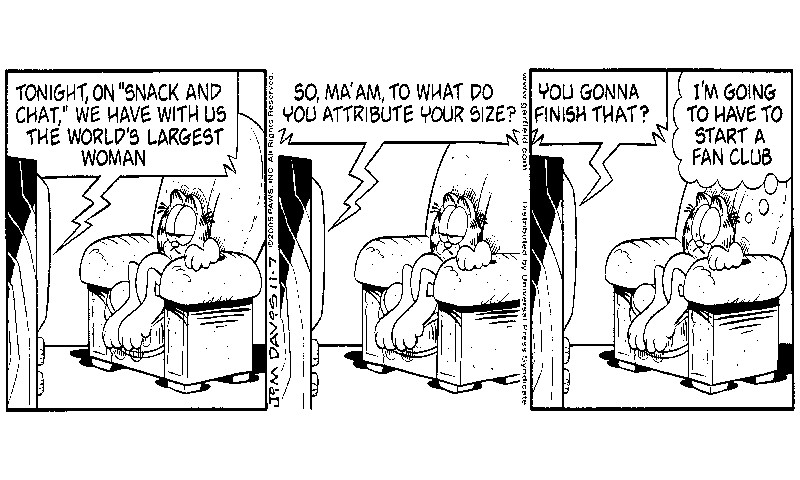 TONIGHT, ON "SNACK AND
CHAT," WE HAVE WITH US
THE WORLD'S LARGEST
WOMAN
©2005 PAWS, INC. All Rights Reserved.
JIM DAVIS 11-7
SO, MA'AM, TO WHAT DO
YOU ATTRIBUTE YOUR SIZE?
www.garfield.com
Distributed by Universal Press Syndicate
YOU GONNA
FINISH THAT?
I'M GOING
TO HAVE TO
START A
FAN CLUB